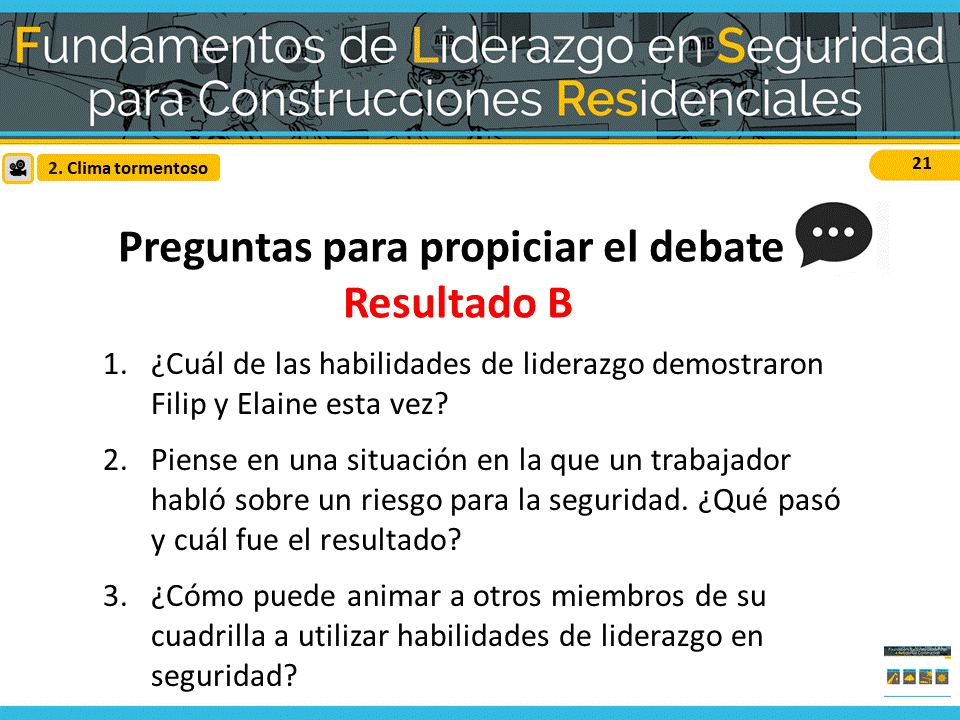 Fundamentos de Liderazgo en Seguridad
para Construcciones Residenciales
2. Clima tormentoso
21
Preguntas para propiciar el debate
Resultado B
1. ¿Cuál de las habilidades de liderazgo demostraron
Filip y Elaine esta vez?
2. Piense en una situación en la que un trabajador
habló sobre un riesgo para la seguridad. ¿Qué pasó
y cuál fue el resultado?
3. ¿Cómo puede animar a otros miembros de su
cuadrilla a utilizar habilidades de liderazgo en
seguridad?